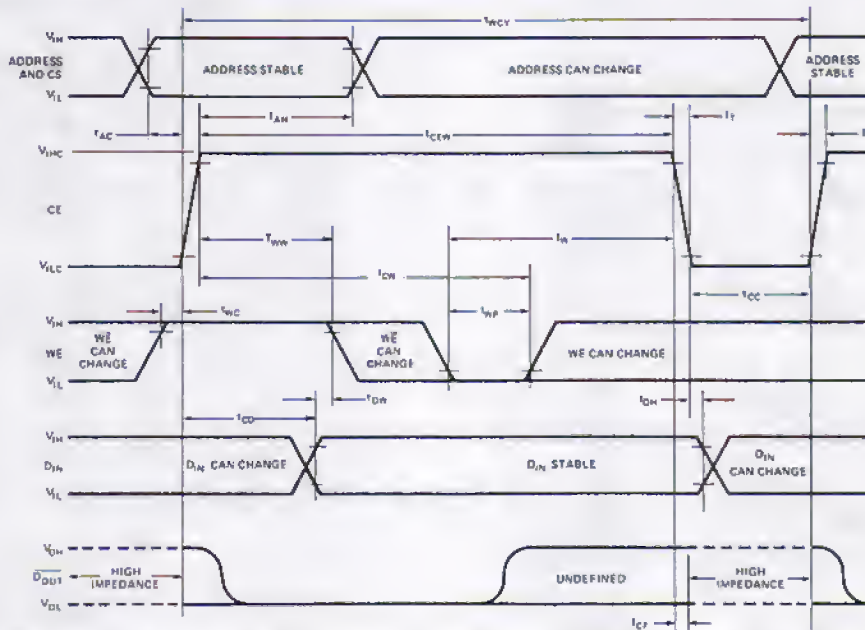 tWCY
VIH
ADDRESS AND CS
VIL
ADDRESS STABLE
ADDRESS CAN CHANGE
ADDRESS STABLE
tAH
tAC
tCEW
tT
VIHC
CE
VILC
TWW
tW
tCW
tWP
tCC
tWC
VIH
WE
VIL
WE CAN CHANGE
WE CAN CHANGE
WE CAN CHANGE
tDW
tCD
tDH
VIH
DIN
VIL
DIN CAN CHANGE
DIN STABLE
DIN CAN CHANGE
VOH
DOUT
VOL
HIGH IMPEDANCE
UNDEFINED
HIGH IMPEDANCE
tCF